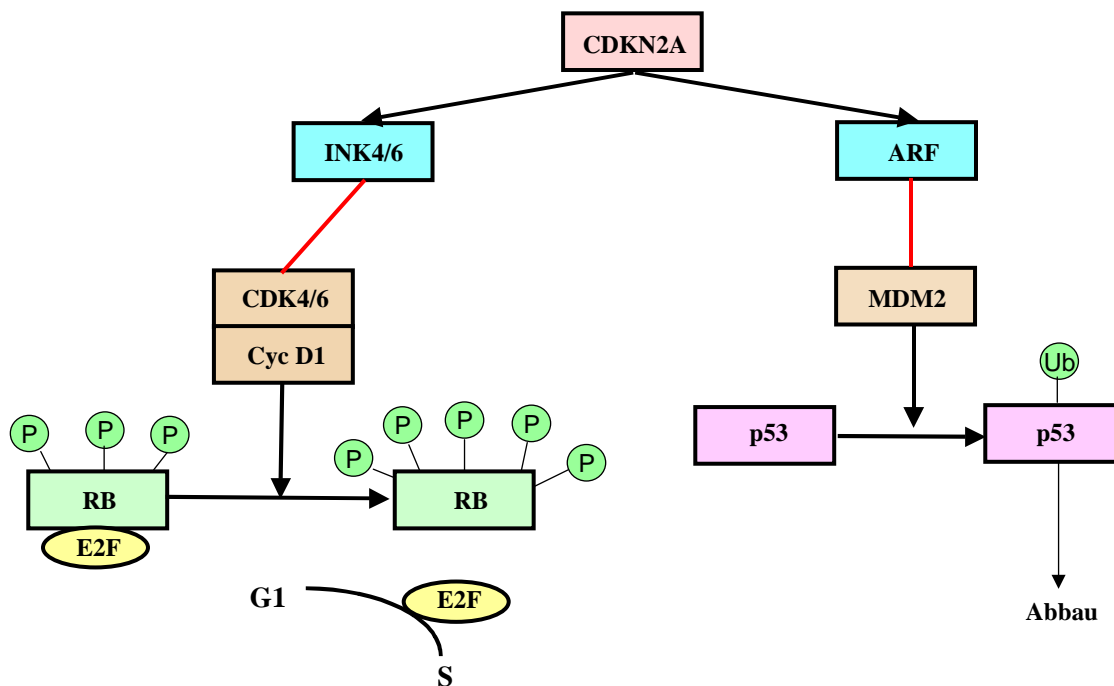 CDKN2A
INK4/6
ARF
CDK4/6
MDM2
Cyc D1
Ub
P
P
P
P
P
P
P
P
p53
p53
RB
RB
E2F
G1
E2F
Abbau
S